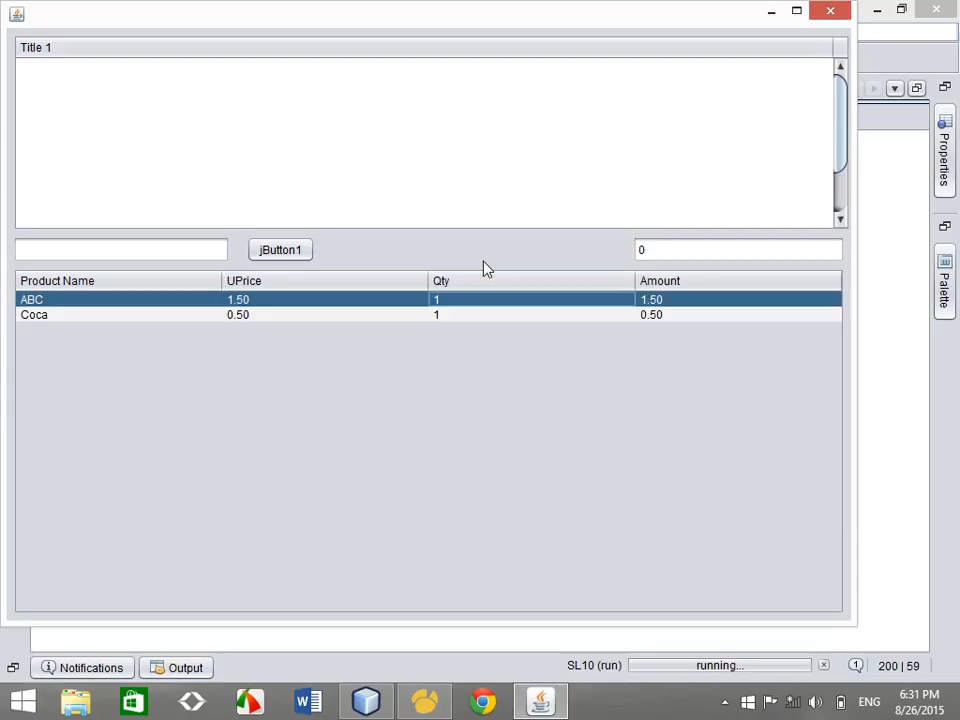 Title 1
jButton1
0
Product Name UPrice Qty Amount
ABC 1.50 1 1.50
Coca 0.50 1 0.50
Properties
Palette
Notifications Output SL10 (run) running... 1 200 | 59
ENG 6:31 PM
8/26/2015